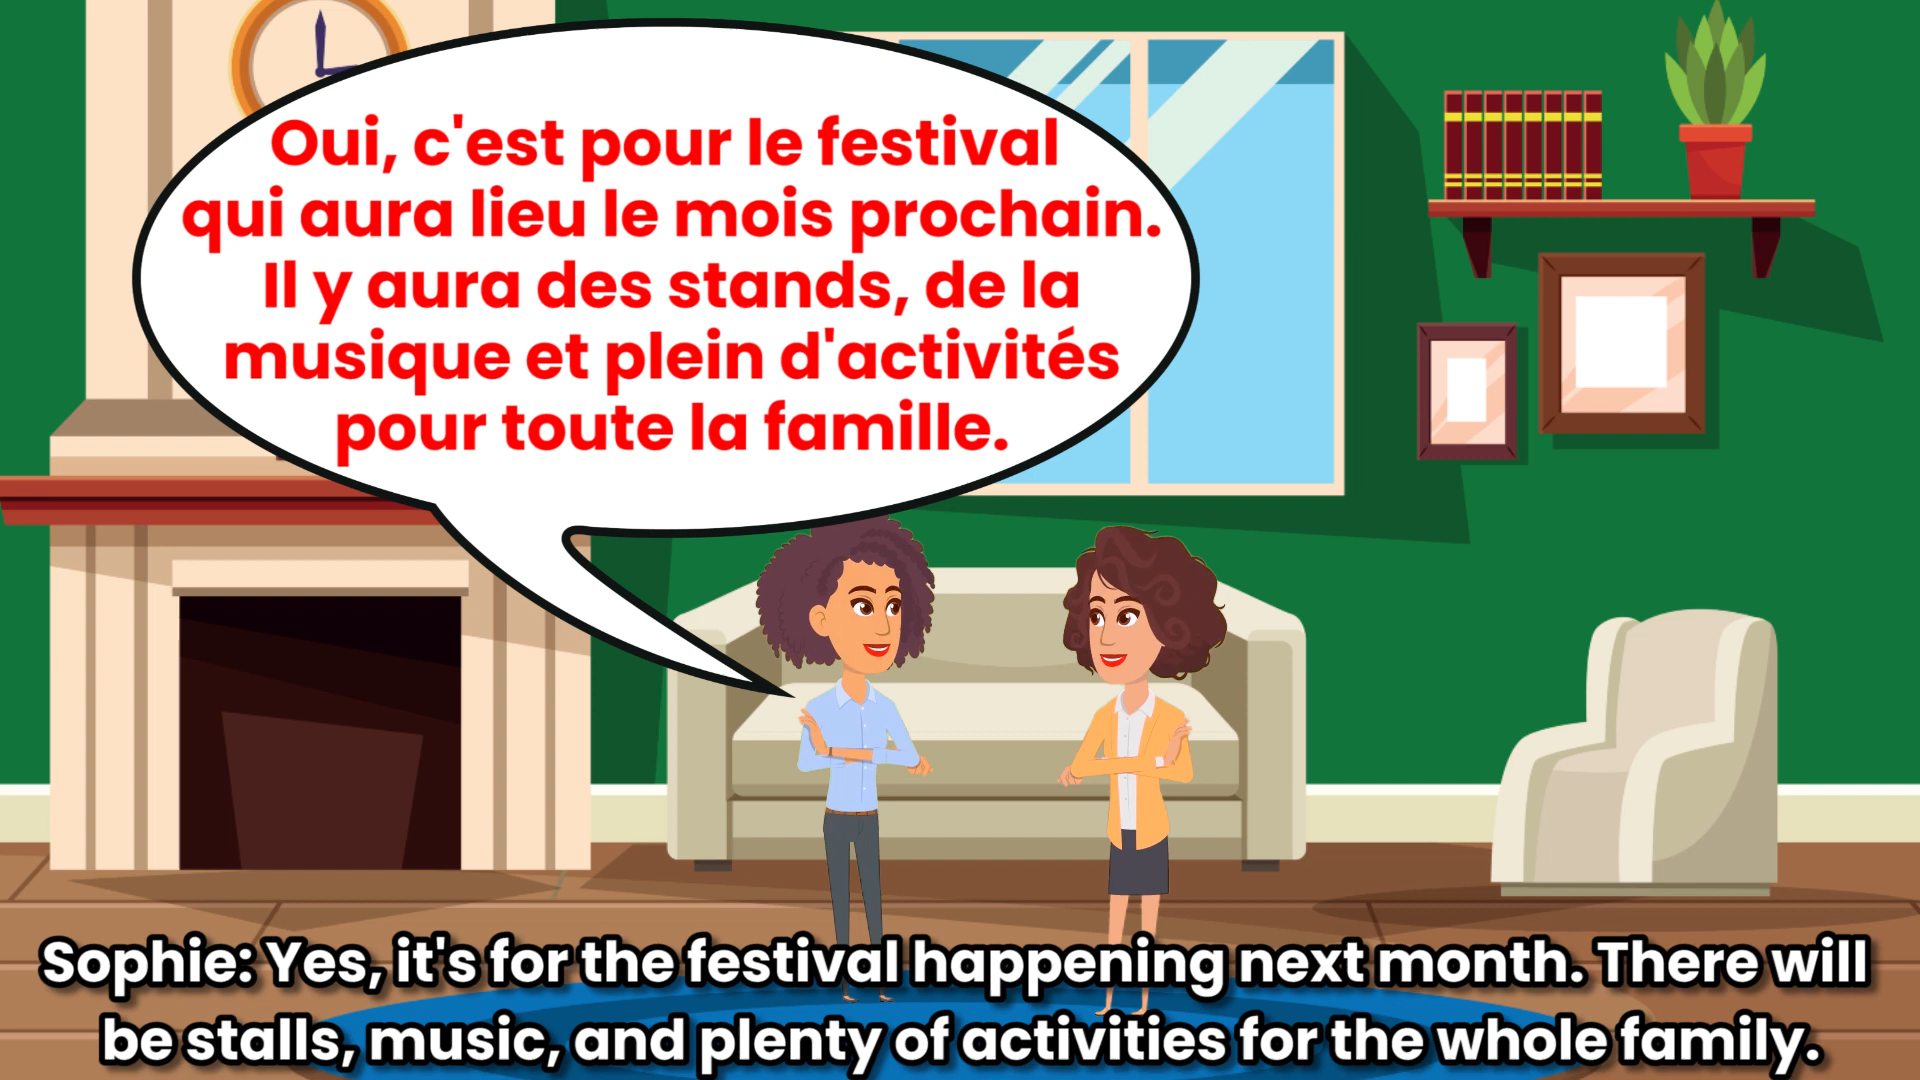 Oui, c'est pour le festival
qui aura lieu le mois prochain.
Il y aura des stands, de la
musique et plein d'activités
pour toute la famille.
Sophie: Yes, it's for the festival happening next month. There will
be stalls, music, and plenty of activities for the whole family.